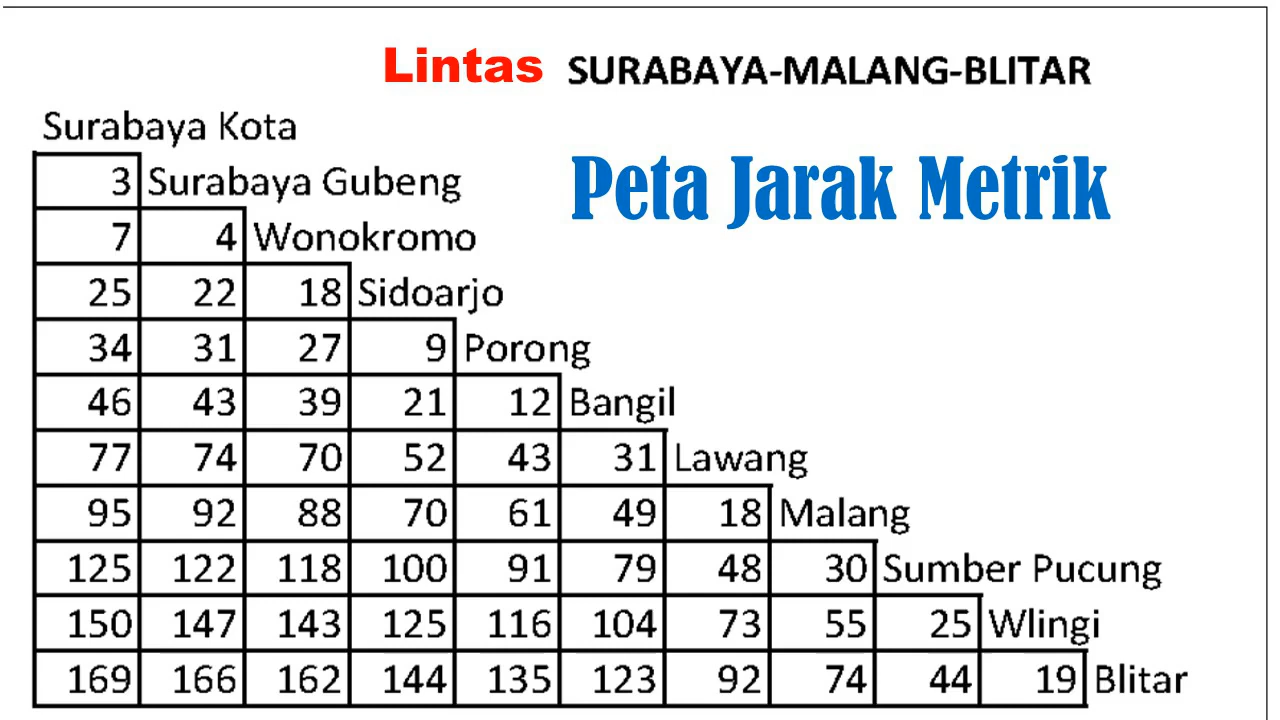 Lintas SURABAYA-MALANG-BLITAR
Surabaya Kota
Peta Jarak Metrik
3 Surabaya Gubeng
7 4 Wonokromo
25 22 18 Sidoarjo
34 31 27 9 Porong
46 43 39 21 12 Bangil
77 74 70 52 43 31 Lawang
95 92 88 70 61 49 18 Malang
125 122 118 100 91 79 48 30 Sumber Pucung
150 147 143 125 116 104 73 55 25 Wlingi
169 166 162 144 135 123 92 74 44 19 Blitar